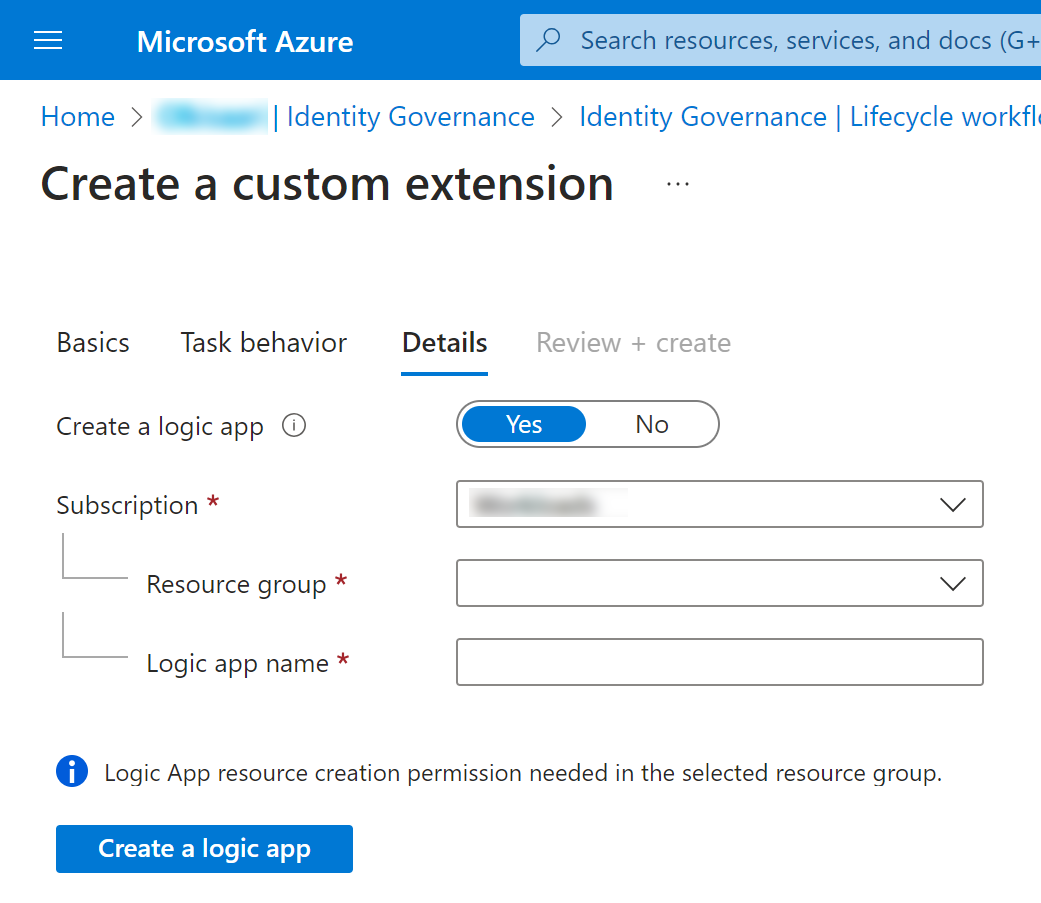 Microsoft Azure
Search resources, services, and docs (G+
Home > | Identity Governance > Identity Governance | Lifecycle workfl
Create a custom extension ...
Basics Task behavior Details Review + create
Create a logic app Yes No
Subscription *
Resource group *
Logic app name *
Logic App resource creation permission needed in the selected resource group.
Create a logic app